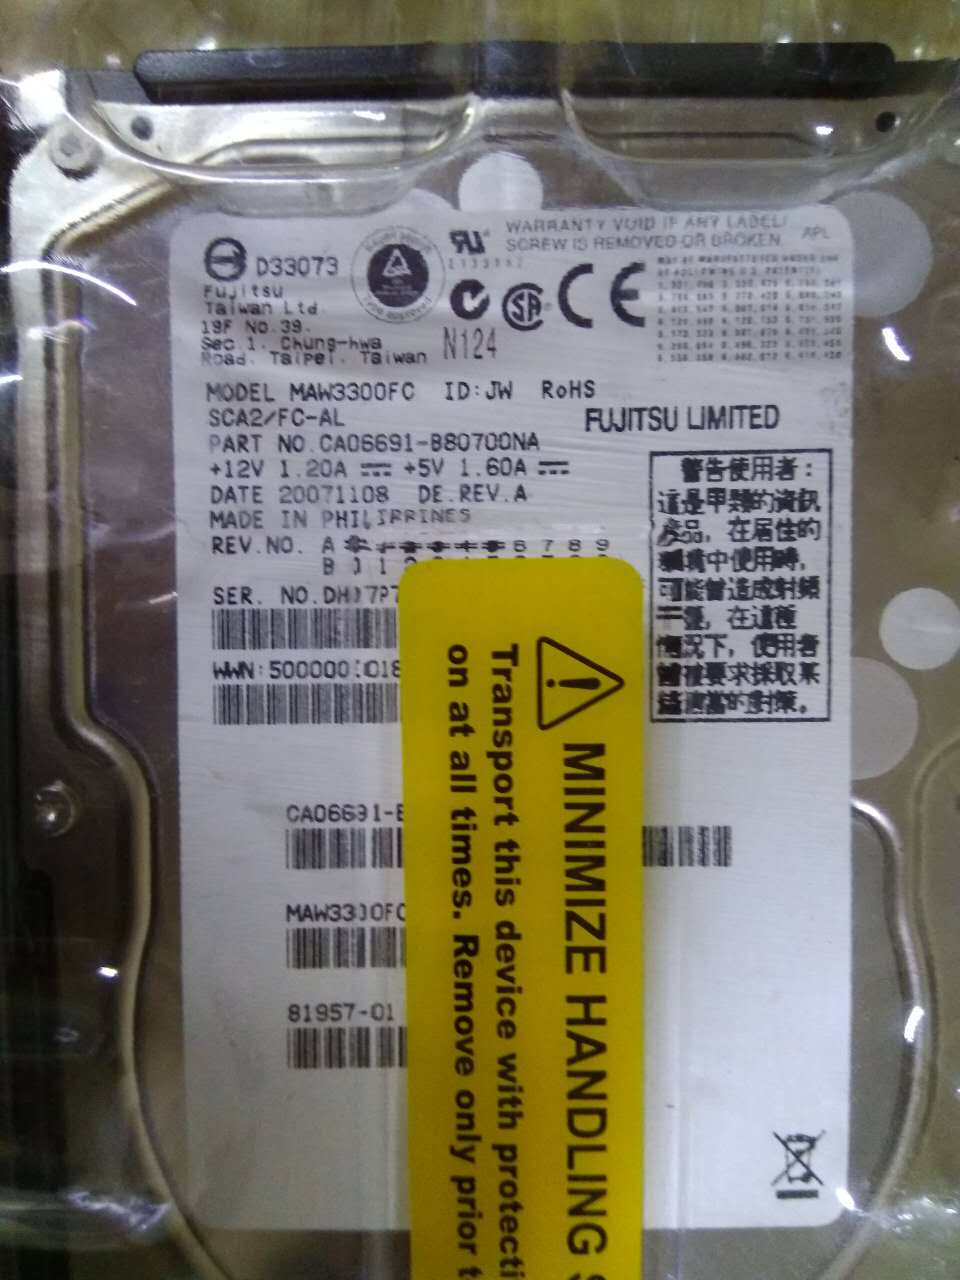 WARRANTY VOID IF ANY LABEL/
SCREW IS REMOVED OR BROKEN.
APL
D33073
Fujitsu
Taiwan Ltd.
19F No.39.
Sec.1. Chung-hwa
Road. Taipei. Taiwan
N124
CE
MODEL MAW3300FC ID:JW RoHS
SCA2/FC-AL
FUJITSU LIMITED
PART NO.CA06691-B80700NA
+12V 1.20A +5V 1.60A
DATE 20071108 DE.REV.A
MADE IN PHILIPPINES
REV.NO. A 6 7 8 9
SER. NO.
WWN:
CA06691-
MAW3300FC
81957-01
警告使用者：
這是甲類的資訊
產品，在居住的
環境中使用時，
可能會造成射頻
干擾，在這種
情況下，使用者
會被要求採取某
些適當的對策。
MINIMIZE HANDLING
Transport this device with protecti
on at all times. Remove only prior t